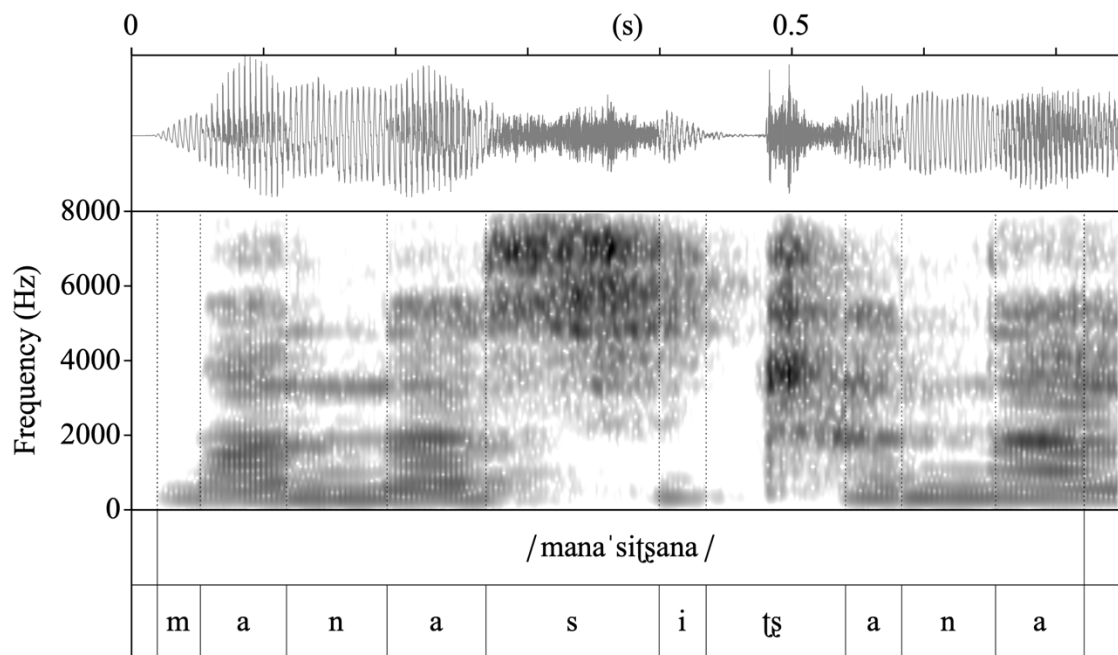 0 (s) 0.5
8000
6000
4000
2000
0
Frequency (Hz)
/manaˈsiʈʂana /
m a n a s i ʈʂ a n a